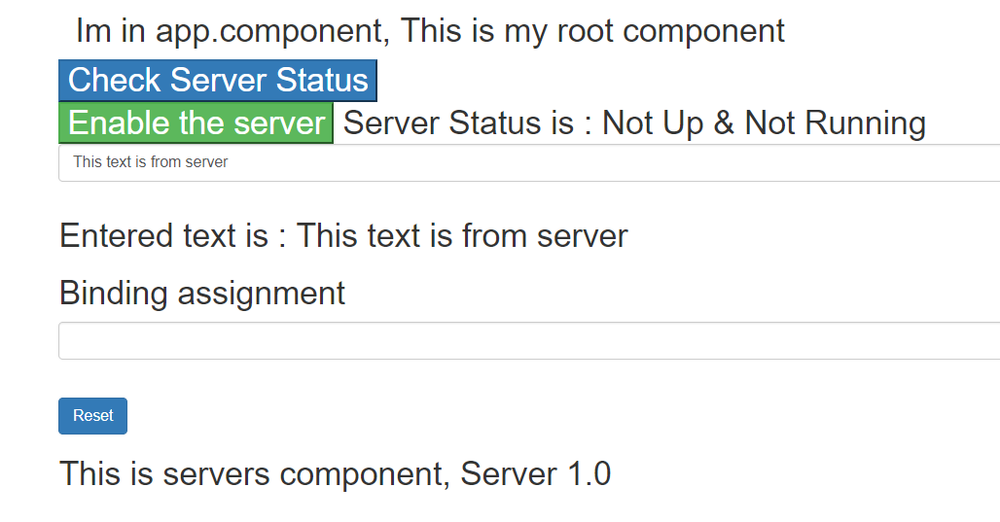 Im in app.component, This is my root component
Check Server Status
Enable the server Server Status is : Not Up & Not Running
This text is from server
Entered text is : This text is from server
Binding assignment
Reset
This is servers component, Server 1.0